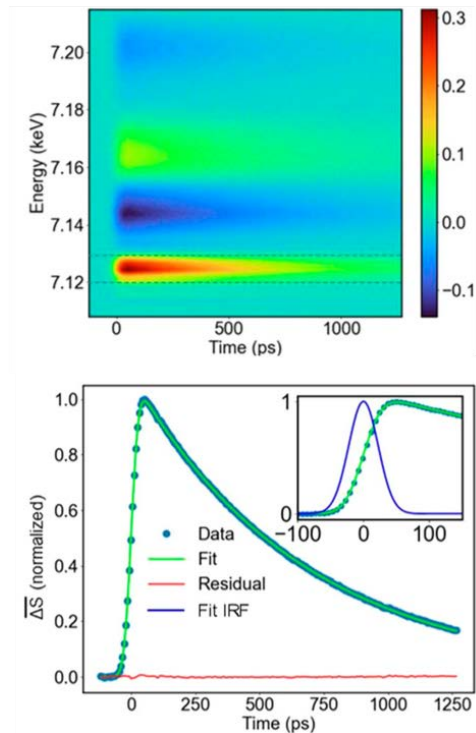 7.20
7.18
7.16
7.14
7.12
Energy (keV)
0 500 1000
Time (ps)
0.3
0.2
0.1
0.0
−0.1
1.0
0.8
0.6
0.4
0.2
0.0
ΔS (normalized)
Data
Fit
Residual
Fit IRF
1
0
−100 0 100
0 250 500 750 1000 1250
Time (ps)